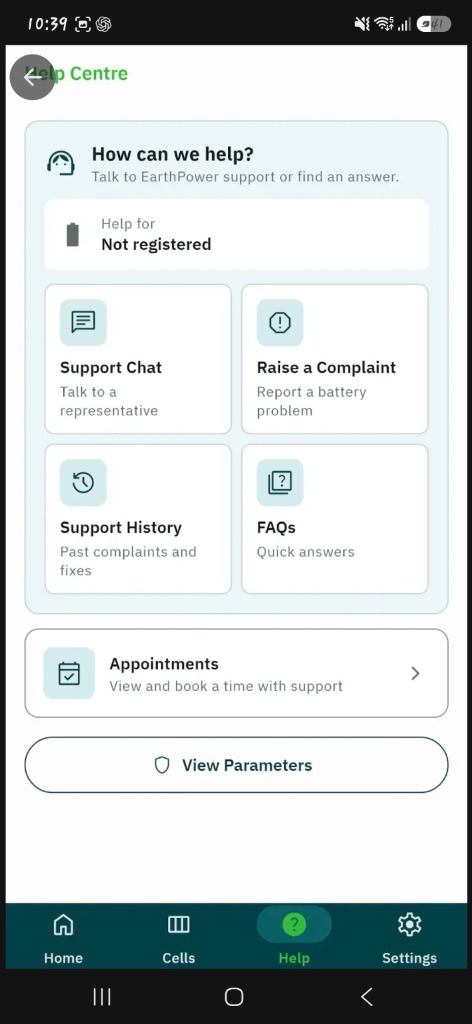 10:39
41
Help Centre
How can we help?
Talk to EarthPower support or find an answer.
Help for
Not registered
Support Chat
Talk to a
representative
Raise a Complaint
Report a battery
problem
Support History
Past complaints and
fixes
FAQs
Quick answers
Appointments
View and book a time with support
View Parameters
Home
Cells
Help
Settings